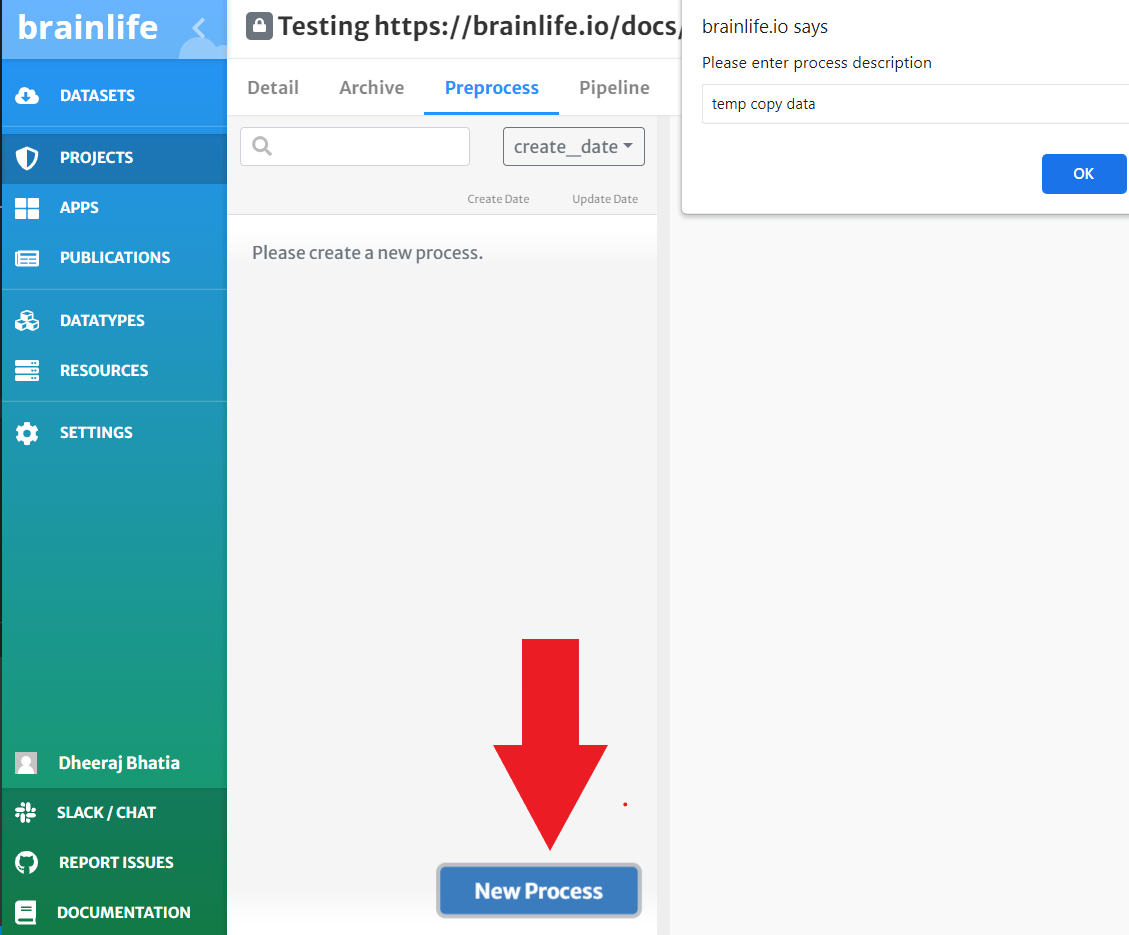 brainlife
DATASETS
PROJECTS
APPS
PUBLICATIONS
DATATYPES
RESOURCES
SETTINGS
Dheeraj Bhatia
SLACK / CHAT
REPORT ISSUES
DOCUMENTATION
Testing https://brainlife.io/docs/
Detail Archive Preprocess Pipeline
create_date
Create Date Update Date
Please create a new process.
New Process
brainlife.io says
Please enter process description
temp copy data
OK